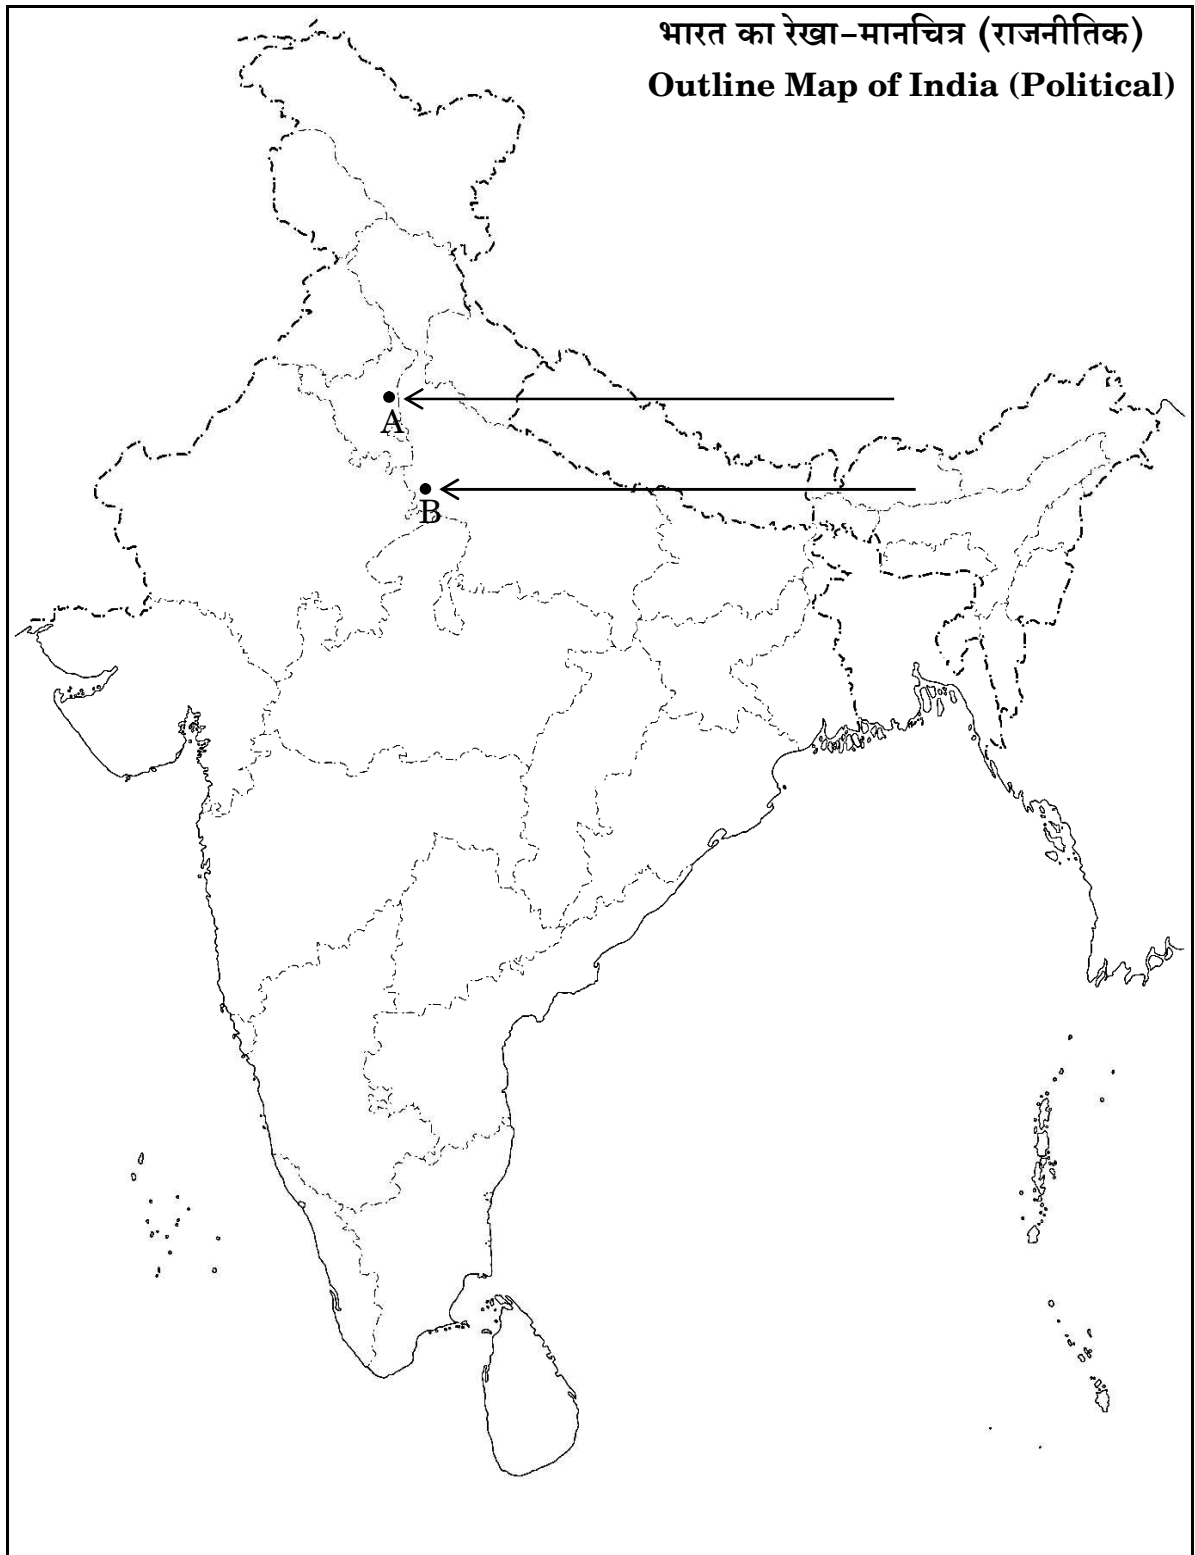 भारत का रेखा-मानचित्र (राजनीतिक)
Outline Map of India (Political)
A
B